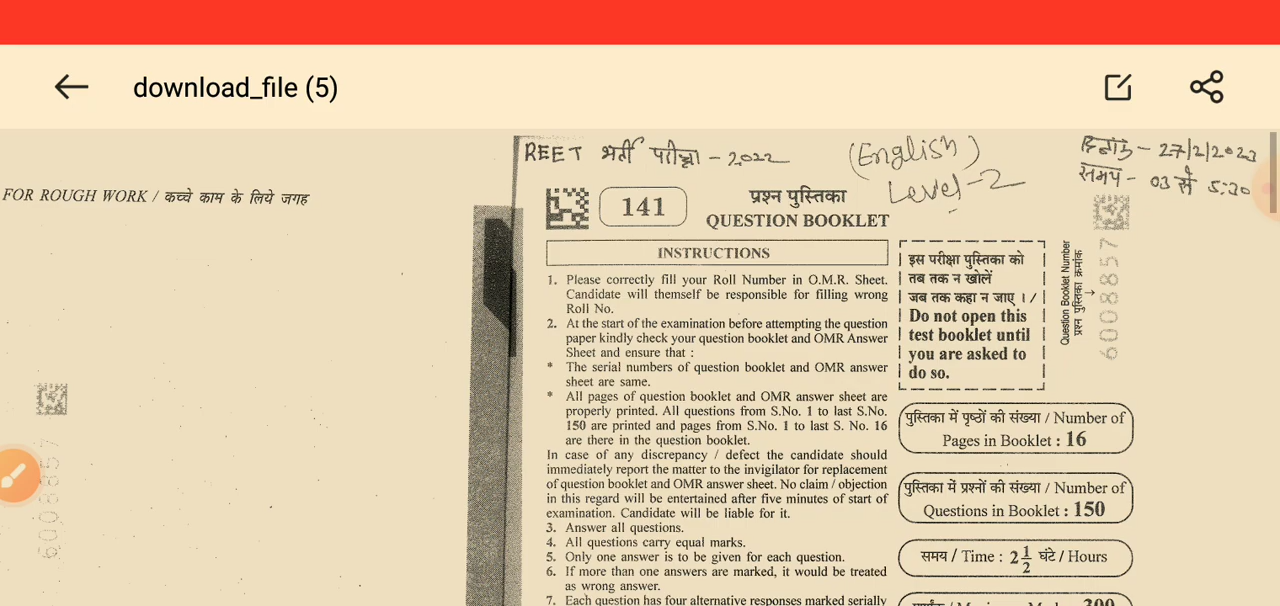 download_file (5)
FOR ROUGH WORK / कच्चे काम के लिये जगह
REET भर्ती परीक्षा - 2022
(English)
Level-2
दिनांक - 27/2/2023
समय - 03 से 5:30
141
प्रश्न पुस्तिका
QUESTION BOOKLET
INSTRUCTIONS
1. Please correctly fill your Roll Number in O.M.R. Sheet.
Candidate will themself be responsible for filling wrong
Roll No.
2. At the start of the examination before attempting the question
paper kindly check your question booklet and OMR Answer
Sheet and ensure that :
* The serial numbers of question booklet and OMR answer
sheet are same.
* All pages of question booklet and OMR answer sheet are
properly printed. All questions from S.No. 1 to last S.No.
150 are printed and pages from S.No. 1 to last S. No. 16
are there in the question booklet.
In case of any discrepancy / defect the candidate should
immediately report the matter to the invigilator for replacement
of question booklet and OMR answer sheet. No claim / objection
in this regard will be entertained after five minutes of start of
examination. Candidate will be liable for it.
3. Answer all questions.
4. All questions carry equal marks.
5. Only one answer is to be given for each question.
6. If more than one answers are marked, it would be treated
as wrong answer.
7. Each question has four alternative responses marked serially
इस परीक्षा पुस्तिका को
तब तक न खोलें
जब तक कहा न जाए । /
Do not open this
test booklet until
you are asked to
do so.
Question Booklet Number
प्रश्न पुस्तिका क्रमांक
→
6008857
पुस्तिका में पृष्ठों की संख्या / Number of
Pages in Booklet : 16
पुस्तिका में प्रश्नों की संख्या / Number of
Questions in Booklet : 150
समय / Time : 2 1/2 घंटे / Hours